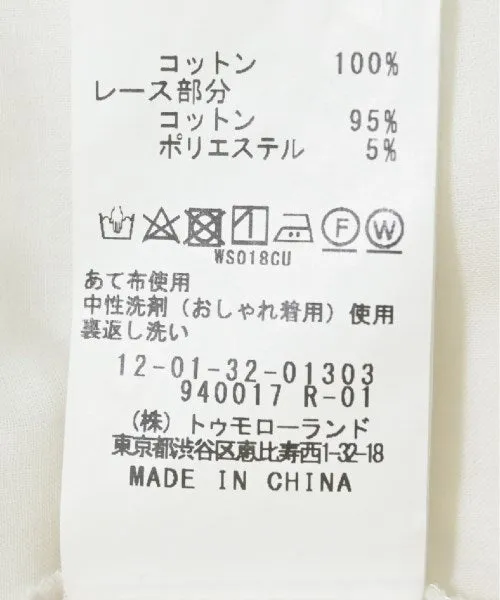 コットン 100%
レース部分
コットン 95%
ポリエステル 5%
F W
WS018CU
あて布使用
中性洗剤（おしゃれ着用）使用
裏返し洗い
12-01-32-01303
940017 R-01
（株）トゥモローランド
東京都渋谷区恵比寿西1-32-18
MADE IN CHINA